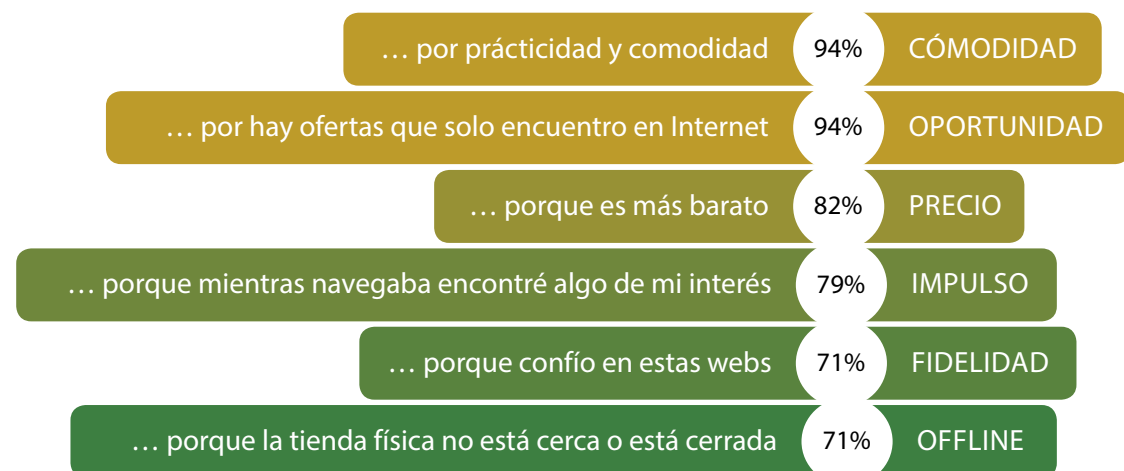 … por prácticidad y comodidad 94% CÓMODIDAD
… por hay ofertas que solo encuentro en Internet 94% OPORTUNIDAD
… porque es más barato 82% PRECIO
… porque mientras navegaba encontré algo de mi interés 79% IMPULSO
… porque confío en estas webs 71% FIDELIDAD
… porque la tienda física no está cerca o está cerrada 71% OFFLINE